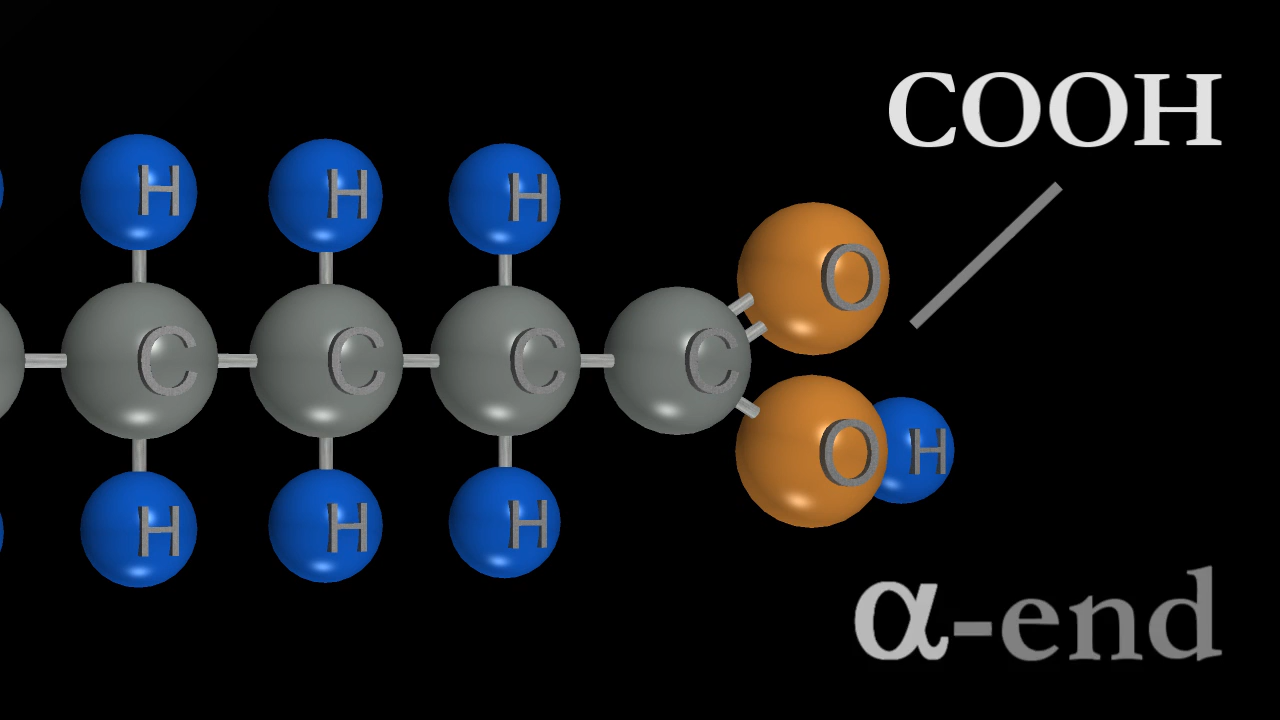 COOH
H H H
O
C C C C
O H
H H H
α-end